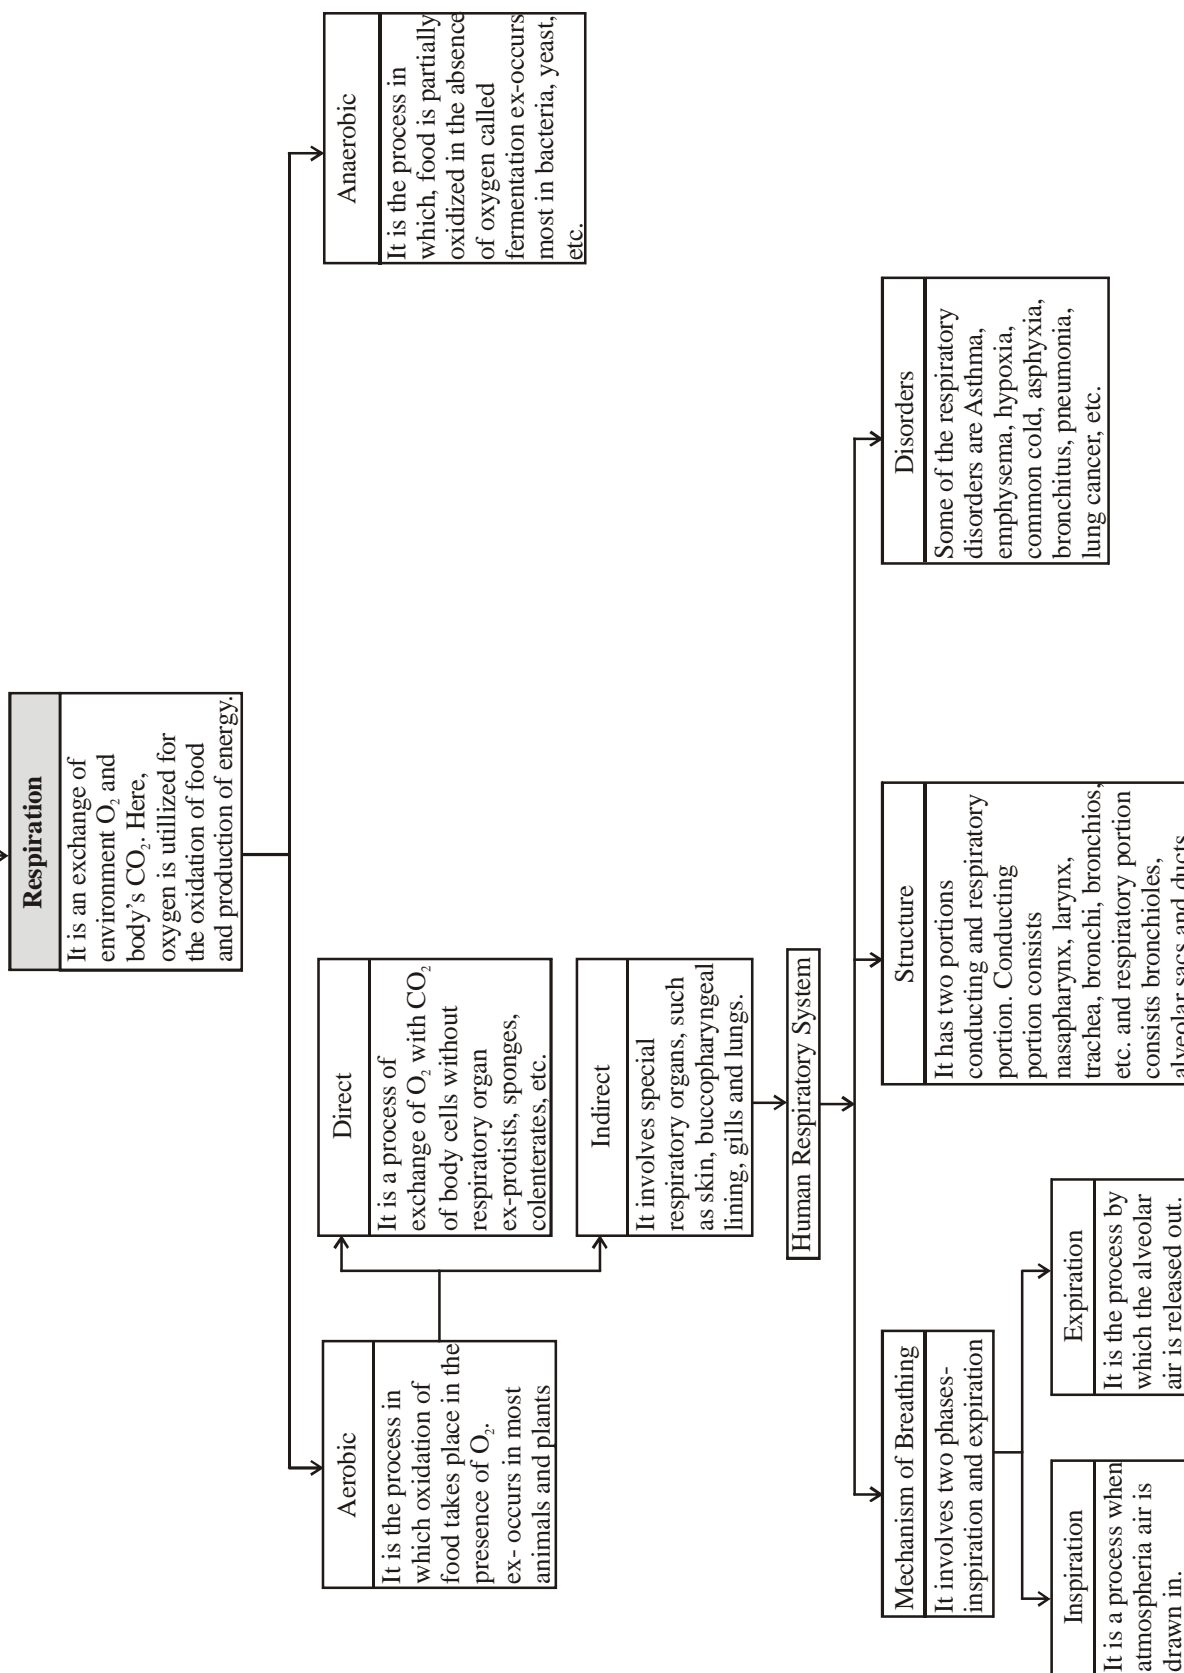 Respiration
It is an exchange of
environment O₂ and
body's CO₂. Here,
oxygen is utilized for
the oxidation of food
and production of energy.
Aerobic
It is the process in
which oxidation of
food takes place in the
presence of O₂.
ex- occurs in most
animals and plants
Anaerobic
It is the process in
which, food is partially
oxidized in the absence
of oxygen called
fermentation ex-occurs
most in bacteria, yeast,
etc.
Direct
It is a process of
exchange of O₂ with CO₂
of body cells without
respiratory organ
ex-protists, sponges,
colenterates, etc.
Indirect
It involves special
respiratory organs, such
as skin, buccopharyngeal
lining, gills and lungs.
Human Respiratory System
Mechanism of Breathing
It involves two phases-
inspiration and expiration
Inspiration
It is a process when
atmospheria air is
drawn in.
Expiration
It is the process by
which the alveolar
air is released out.
Structure
It has two portions
conducting and respiratory
portion. Conducting
portion consists
nasapharynx, larynx,
trachea, bronchi, bronchios,
etc. and respiratory portion
consists bronchioles,
alveolar sacs and ducts
Disorders
Some of the respiratory
disorders are Asthma,
emphysema, hypoxia,
common cold, asphyxia,
bronchitus, pneumonia,
lung cancer, etc.